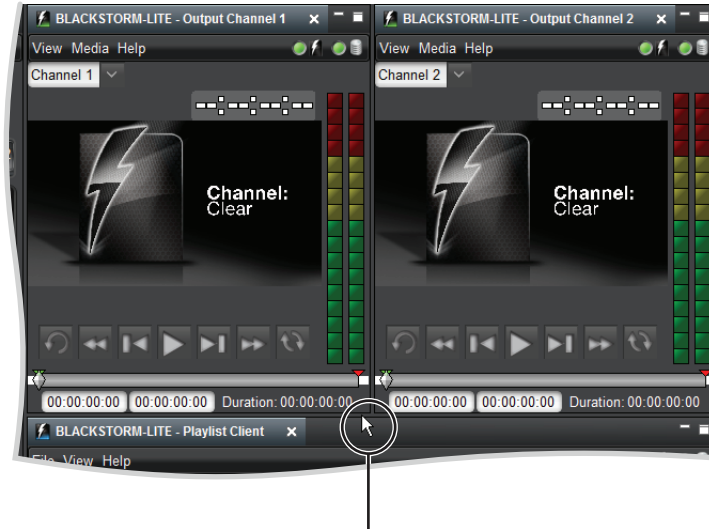 BLACKSTORM-LITE - Output Channel 1
View Media Help
Channel 1
--:--:--:--
Channel:
Clear
00:00:00:00 00:00:00:00 Duration: 00:00:00:00
BLACKSTORM-LITE - Output Channel 2
View Media Help
Channel 2
--:--:--:--
Channel:
Clear
00:00:00:00 00:00:00:00 Duration: 00:00:00:00
BLACKSTORM-LITE - Playlist Client
File View Help